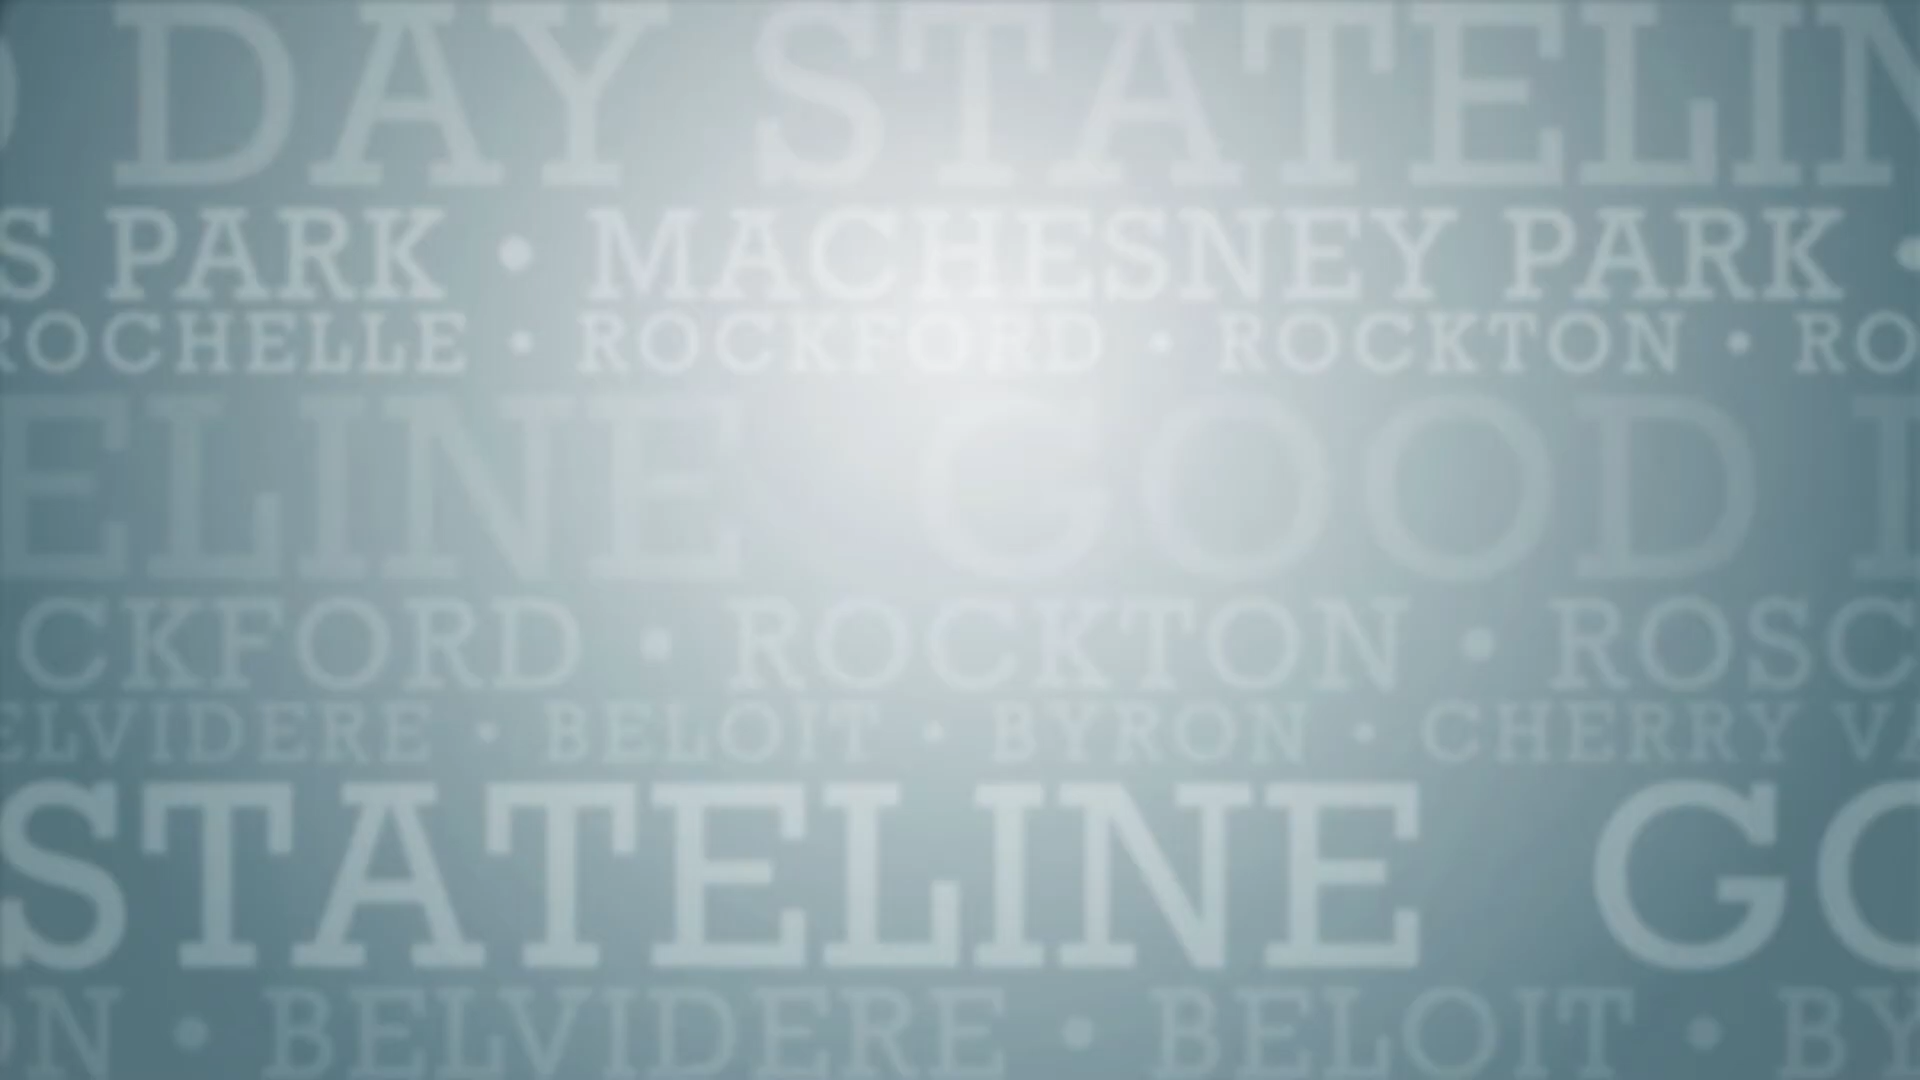 DAY STATELIN
S PARK • MACHESNEY PARK •
ROCHELLE • ROCKFORD • ROCKTON • RO
ELINE GOOD D
CKFORD • ROCKTON • ROSC
ELVIDERE • BELOIT • BYRON • CHERRY VA
STATELINE GO
ON • BELVIDERE • BELOIT • BY